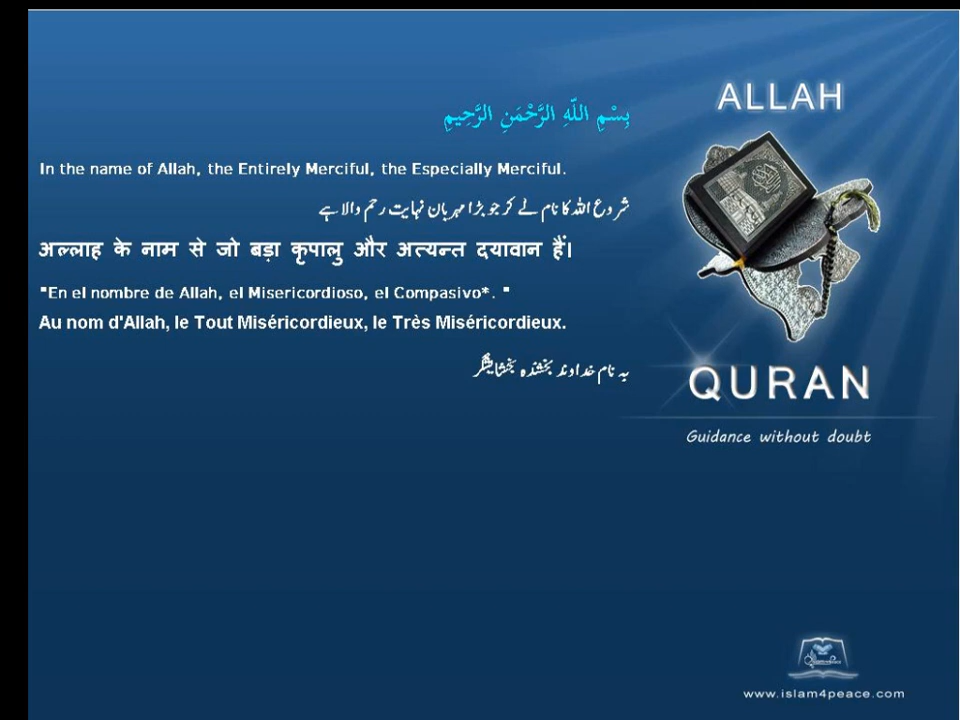 بِسْمِ اللّهِ الرَّحْمَنِ الرَّحِيمِ
In the name of Allah, the Entirely Merciful, the Especially Merciful.
شروع اللہ کا نام لے کر جو بڑا مہربان نہایت رحم والا ہے
अल्लाह के नाम से जो बड़ा कृपालु और अत्यन्त दयावान हैं।
"En el nombre de Allah, el Misericordioso, el Compasivo*. "
Au nom d'Allah, le Tout Miséricordieux, le Très Miséricordieux.
به نام خداوند بخشنده بخشایشگر
ALLAH
QURAN
Guidance without doubt
www.islam4peace.com